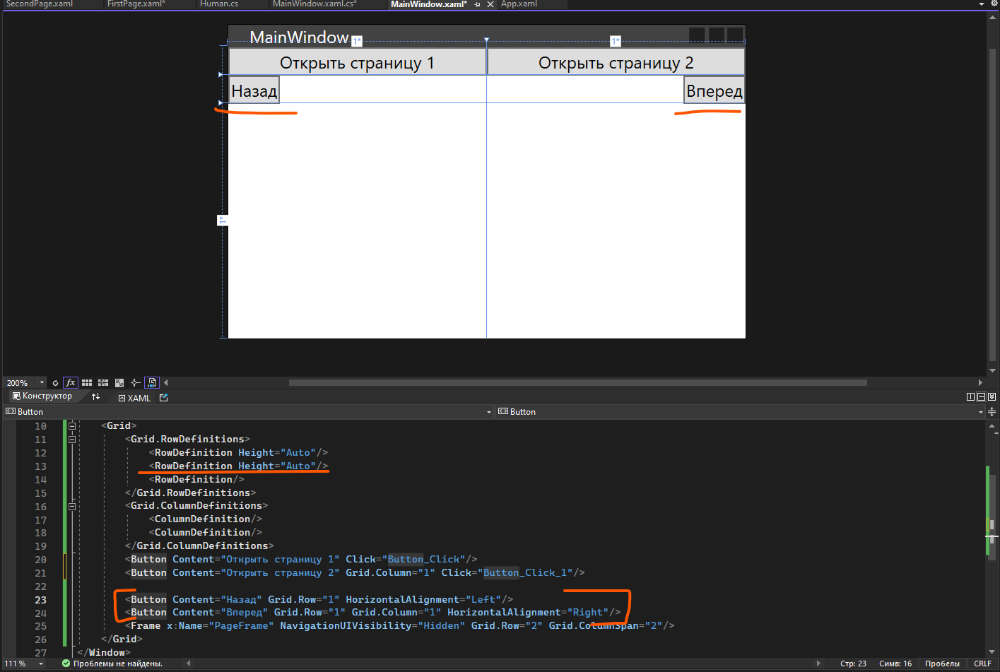 SecondPage.xaml FirstPage.xaml* Human.cs MainWindow.xaml.cs* MainWindow.xaml* App.xaml
MainWindow
1* 1*
Открыть страницу 1 Открыть страницу 2
Назад Вперед
1*
200% fx
Конструктор XAML
Button Button
10 <Grid>
11 <Grid.RowDefinitions>
12 <RowDefinition Height="Auto"/>
13 <RowDefinition Height="Auto"/>
14 <RowDefinition/>
15 </Grid.RowDefinitions>
16 <Grid.ColumnDefinitions>
17 <ColumnDefinition/>
18 <ColumnDefinition/>
19 </Grid.ColumnDefinitions>
20 <Button Content="Открыть страницу 1" Click="Button_Click"/>
21 <Button Content="Открыть страницу 2" Grid.Column="1" Click="Button_Click_1"/>
22
23 <Button Content="Назад" Grid.Row="1" HorizontalAlignment="Left"/>
24 <Button Content="Вперед" Grid.Row="1" Grid.Column="1" HorizontalAlignment="Right"/>
25 <Frame x:Name="PageFrame" NavigationUIVisibility="Hidden" Grid.Row="2" Grid.ColumnSpan="2"/>
26 </Grid>
27 </Window>
111 % Проблемы не найдены. Стр: 23 Симв: 16 Пробелы CRLF